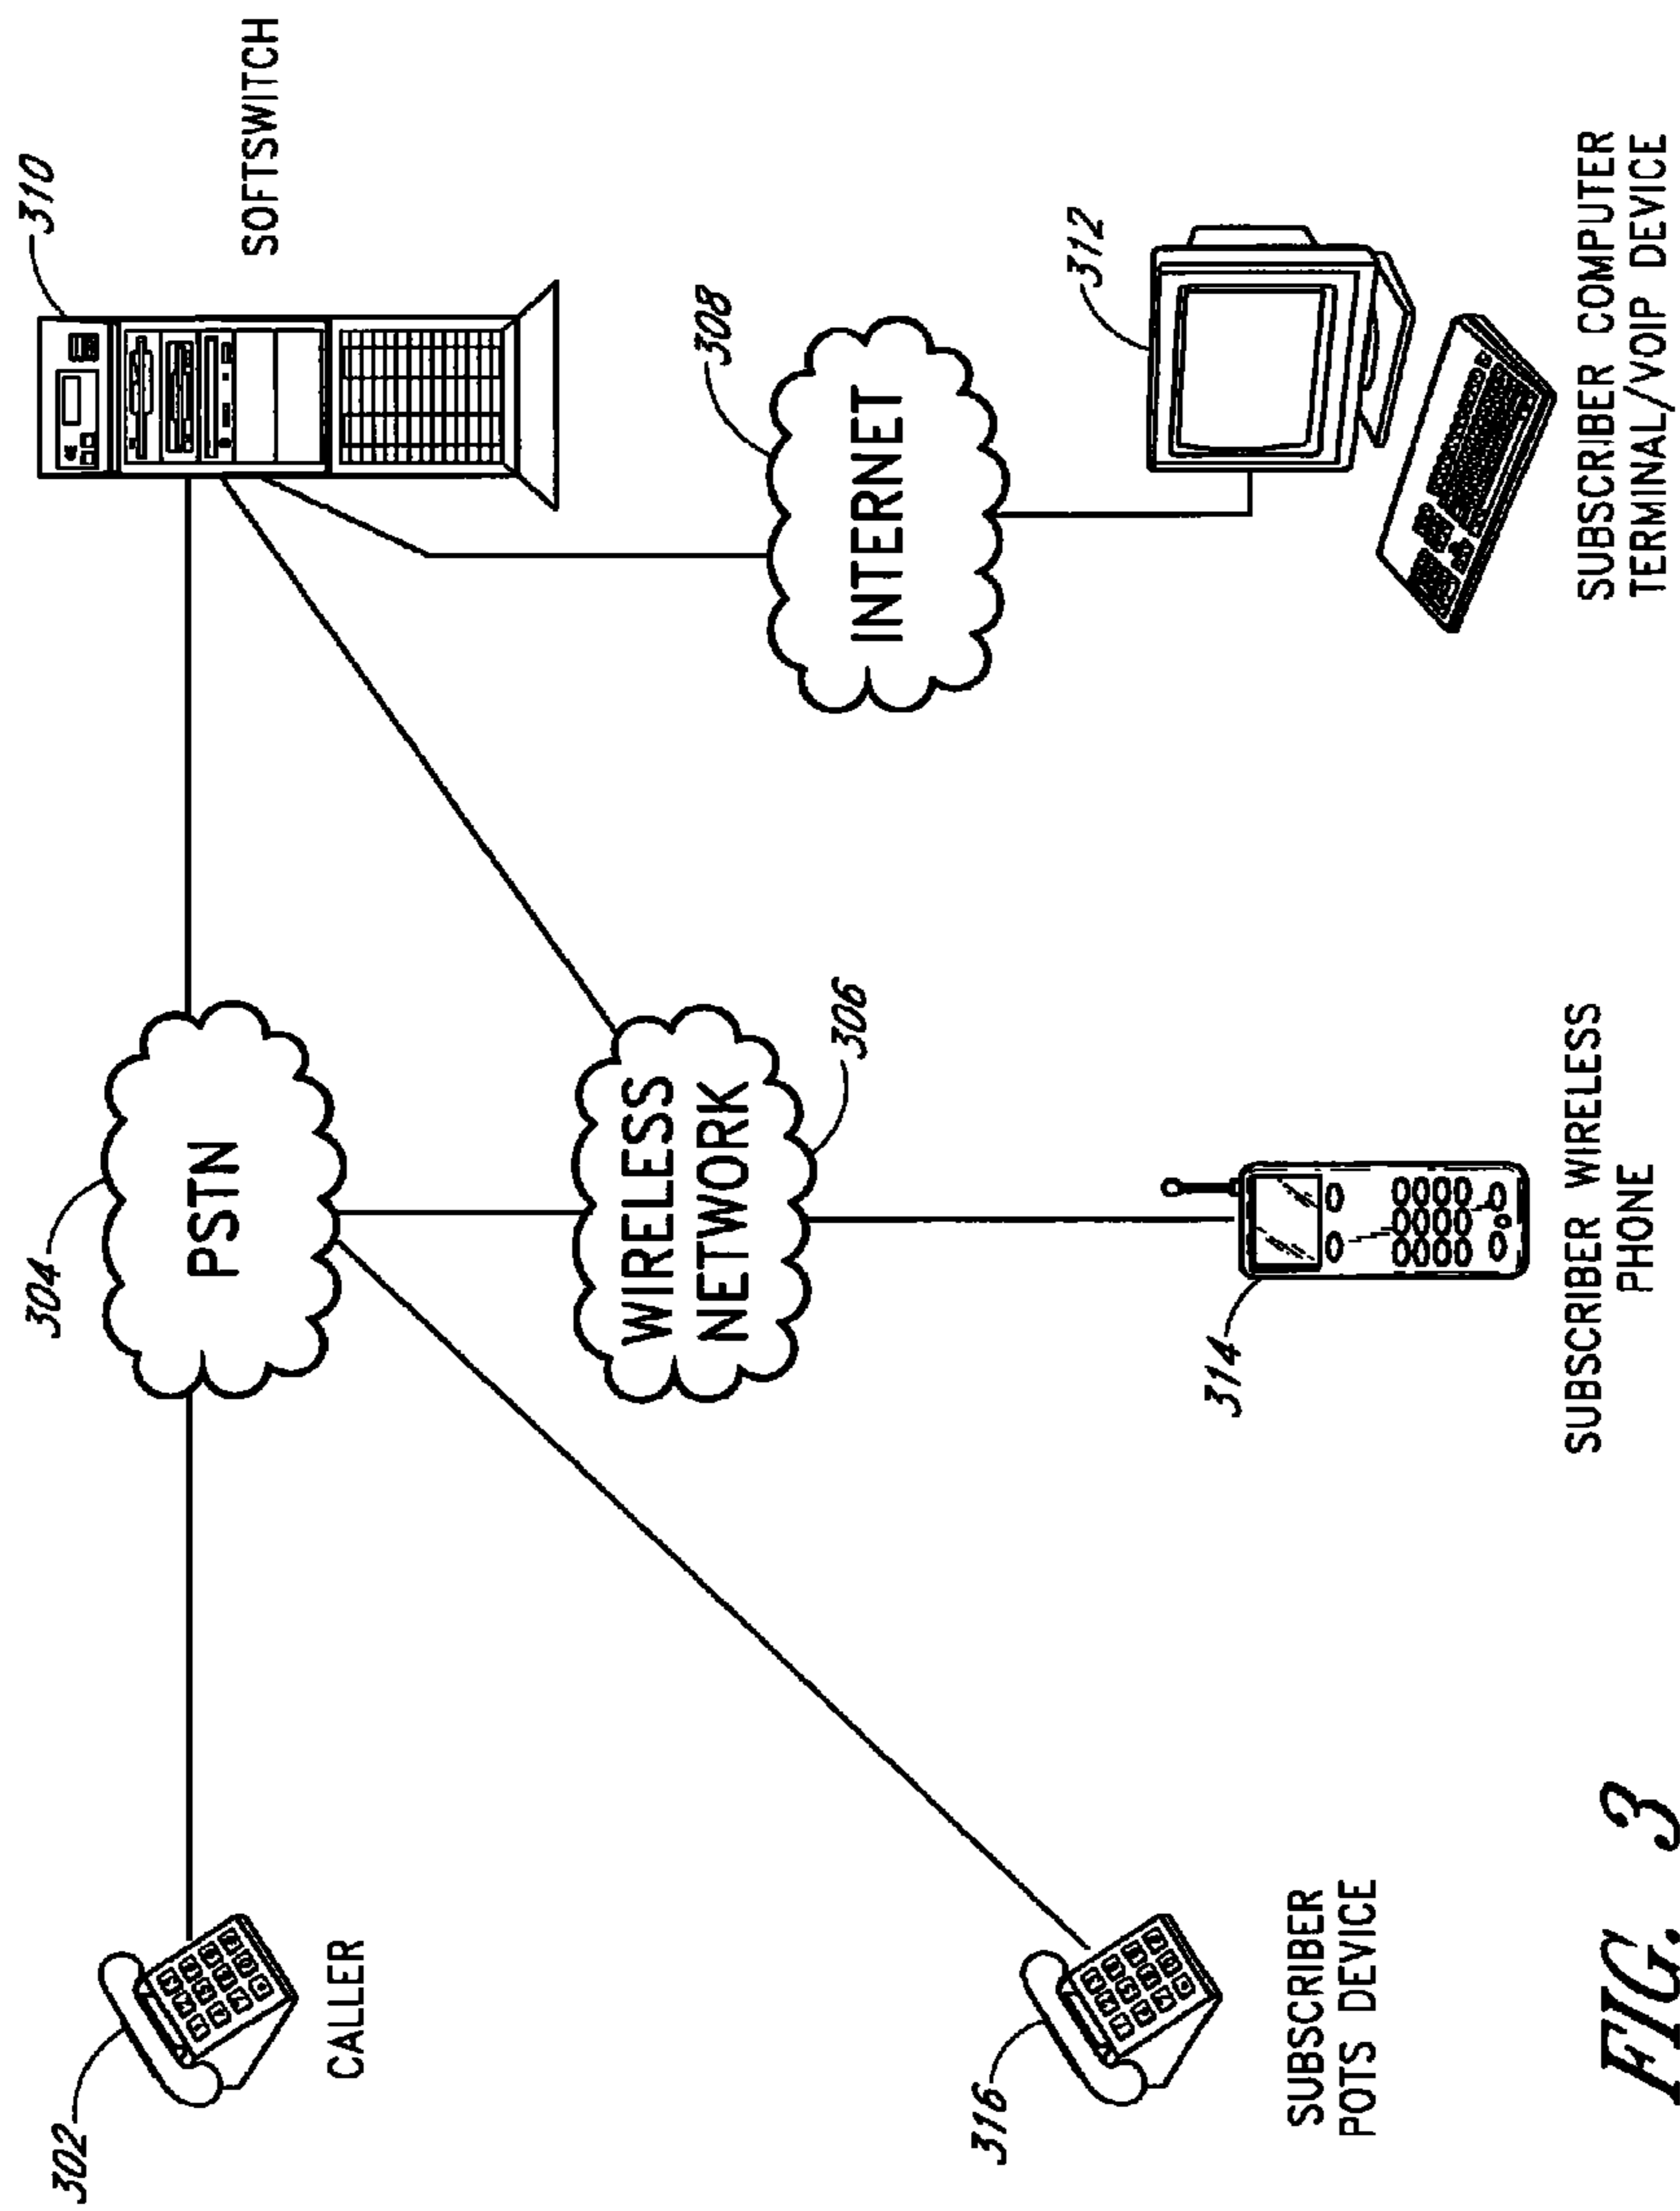 302
CALLER
304
PSTN
310
SOFTSWITCH
WIRELESS
NETWORK
306
308
INTERNET
316
SUBSCRIBER
POTS DEVICE
314
SUBSCRIBER WIRELESS
PHONE
312
SUBSCRIBER COMPUTER
TERMINAL/VOIP DEVICE
FIG. 3